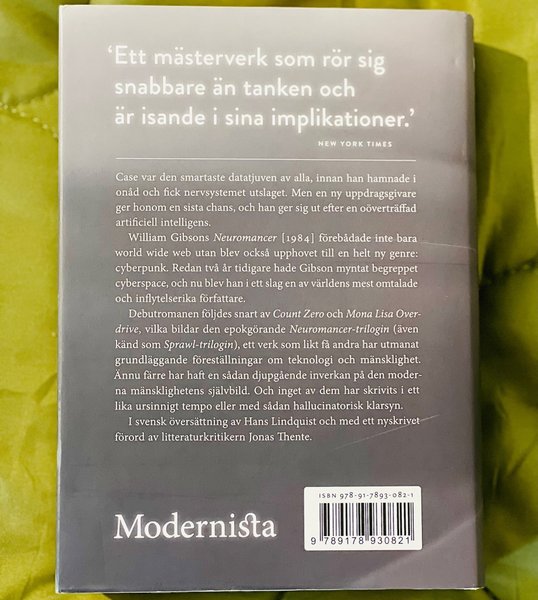 ‘Ett mästerverk som rör sig
snabbare än tanken och
är isande i sina implikationer.’
NEW YORK TIMES
Case var den smartaste datatjuven av alla, innan han hamnade i
onåd och fick nervsystemet utslaget. Men en ny uppdragsgivare
ger honom en sista chans, och han ger sig ut efter en oöverträffad
artificiell intelligens.
William Gibsons Neuromancer [1984] förebådade inte bara
world wide web utan blev också upphovet till en helt ny genre:
cyberpunk. Redan två år tidigare hade Gibson myntat begreppet
cyberspace, och nu blev han i ett slag en av världens mest omtalade
och inflytelserika författare.
Debutromanen följdes snart av Count Zero och Mona Lisa Over-
drive, vilka bildar den epokgörande Neuromancer-trilogin (även
känd som Sprawl-trilogin), ett verk som likt få andra har utmanat
grundläggande föreställningar om teknologi och mänsklighet.
Ännu färre har haft en sådan djupgående inverkan på den moder-
na mänsklighetens självbild. Och inget av dem har skrivits i ett
lika ursinnigt tempo eller med sådan hallucinatorisk klarsyn.
I svensk översättning av Hans Lindquist och med ett nyskrivet
förord av litteraturkritikern Jonas Thente.
ISBN 978-91-7893-082-1
9 789178 930821
Modernista